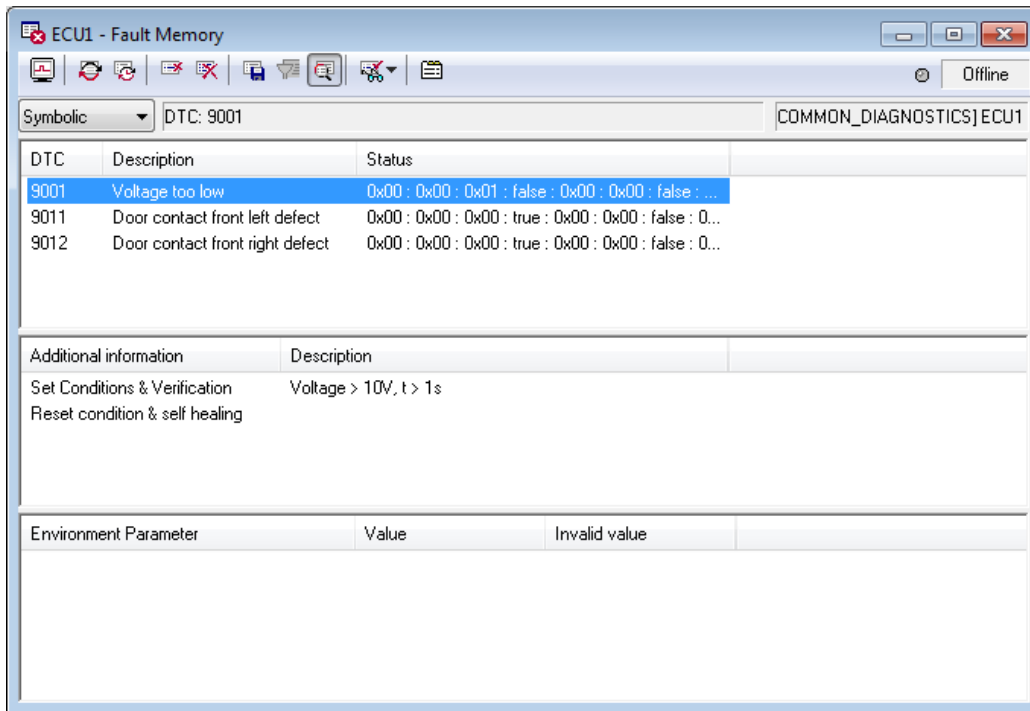 ECU1 - Fault Memory
Offline
Symbolic DTC: 9001 COMMON_DIAGNOSTICS] ECU1
DTC Description Status
9001 Voltage too low 0x00 : 0x00 : 0x01 : false : 0x00 : 0x00 : false : ...
9011 Door contact front left defect 0x00 : 0x00 : 0x00 : true : 0x00 : 0x00 : false : 0...
9012 Door contact front right defect 0x00 : 0x00 : 0x00 : true : 0x00 : 0x00 : false : 0...
Additional information Description
Set Conditions & Verification Voltage > 10V, t > 1s
Reset condition & self healing
Environment Parameter Value Invalid value